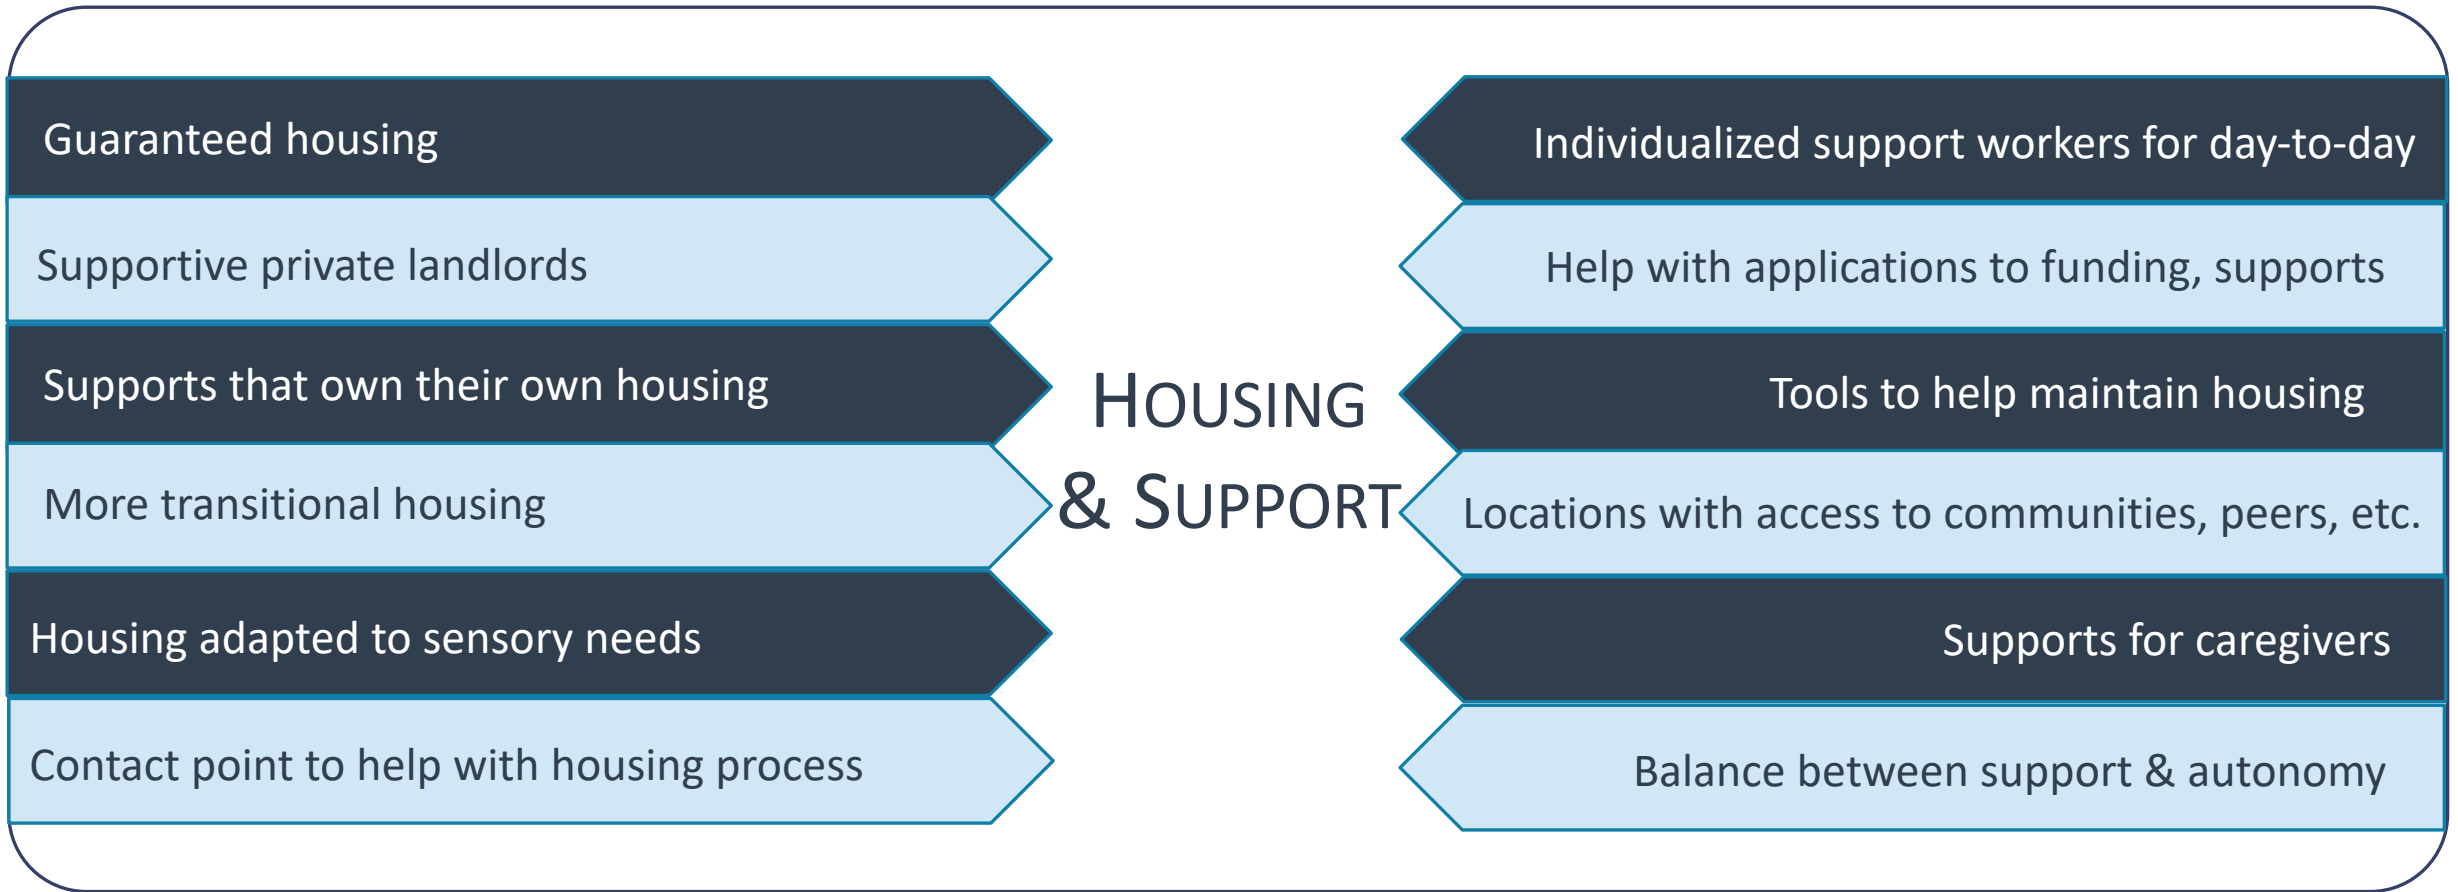 Guaranteed housing
Supportive private landlords
Supports that own their own housing
More transitional housing
Housing adapted to sensory needs
Contact point to help with housing process
HOUSING
& SUPPORT
Individualized support workers for day-to-day
Help with applications to funding, supports
Tools to help maintain housing
Locations with access to communities, peers, etc.
Supports for caregivers
Balance between support & autonomy